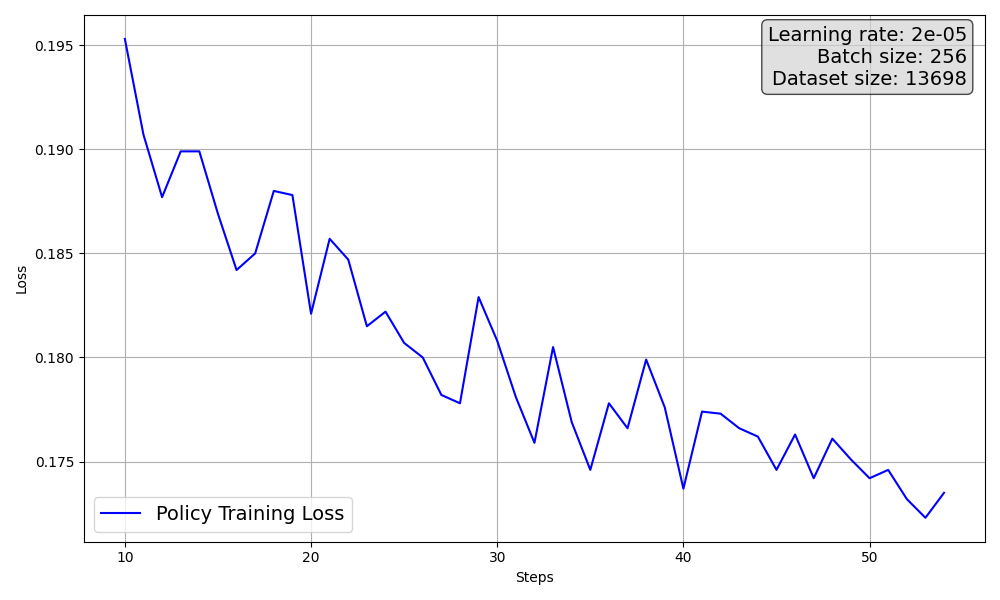 Learning rate: 2e-05
Batch size: 256
Dataset size: 13698
0.195
0.190
0.185
0.180
0.175
Loss
Policy Training Loss
10 20 30 40 50
Steps